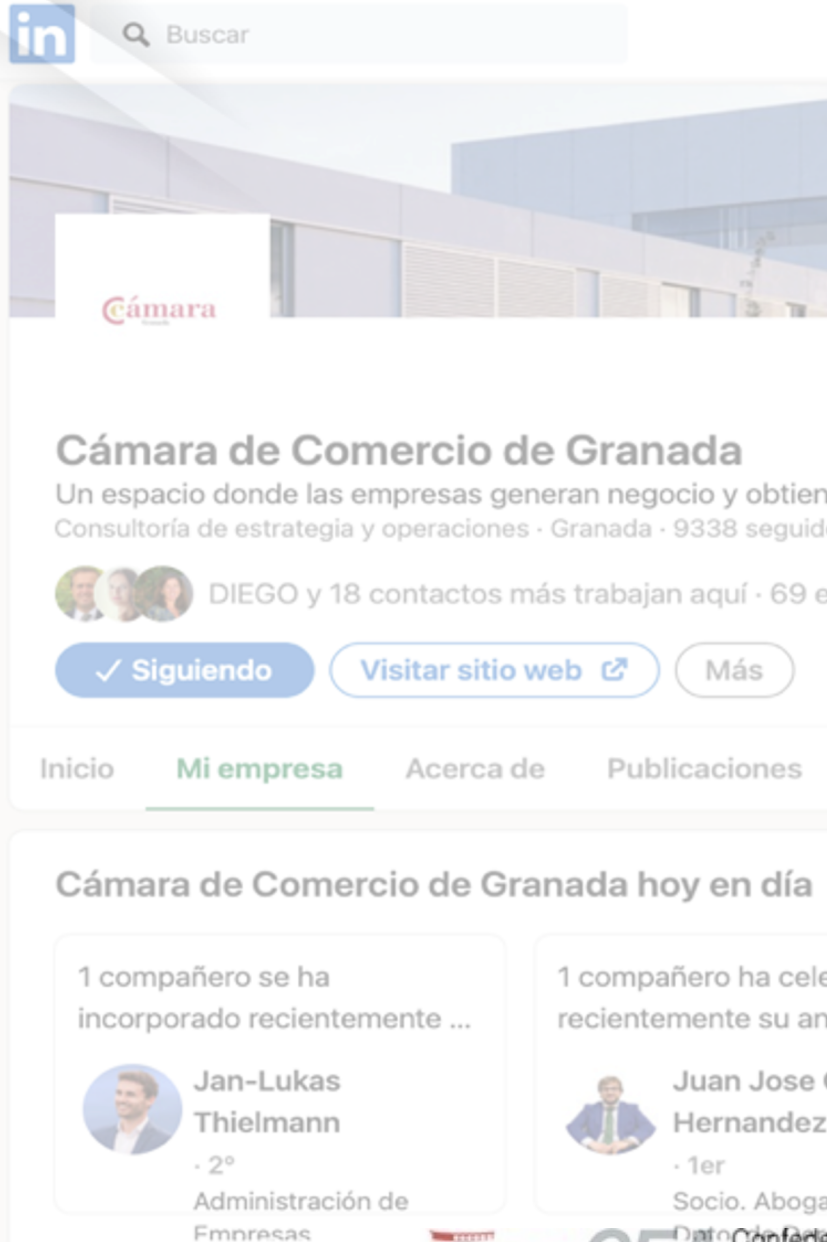 in
Buscar
Cámara
Granada
Cámara de Comercio de Granada
Un espacio donde las empresas generan negocio y obtien
Consultoría de estrategia y operaciones · Granada · 9338 seguid
DIEGO y 18 contactos más trabajan aquí · 69 e
✓ Siguiendo
Visitar sitio web
Más
Inicio
Mi empresa
Acerca de
Publicaciones
Cámara de Comercio de Granada hoy en día
1 compañero se ha
incorporado recientemente ...
Jan-Lukas
Thielmann
· 2°
Administración de
Empresas
1 compañero ha cele
recientemente su an
Juan Jose
Hernandez
· 1er
Socio. Aboga